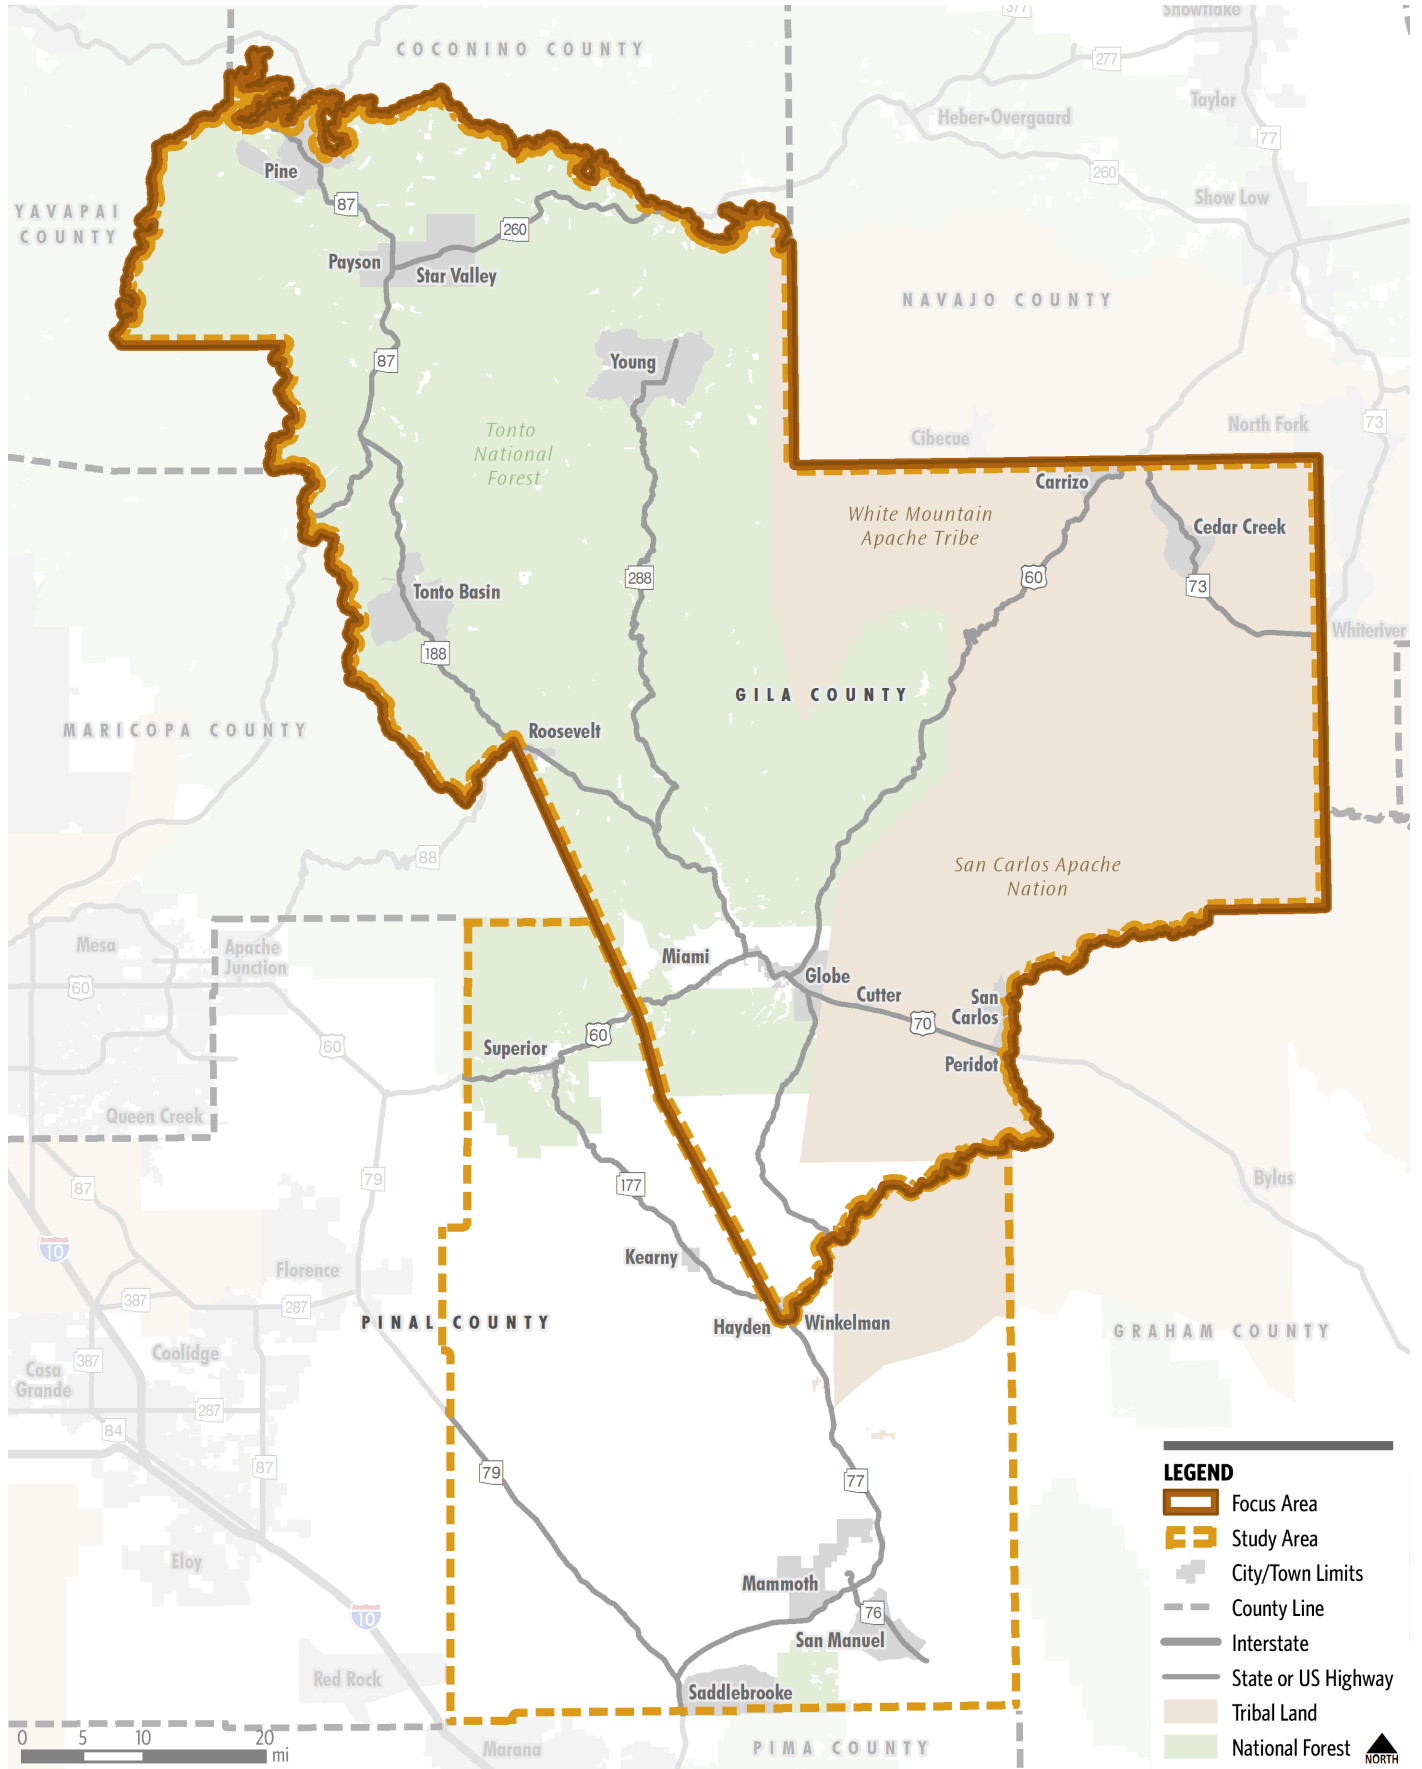 377
Snowflake
COCONINO COUNTY
277
Taylor
Heber-Overgaard
77
260
Pine
Show Low
87
YAVAPAI
COUNTY
260
Payson
Star Valley
NAVAJO COUNTY
87
Young
Tonto
National
Forest
Cibecue
North Fork
73
Carrizo
White Mountain
Apache Tribe
Cedar Creek
60
288
73
Tonto Basin
Whiteriver
188
GILA COUNTY
MARICOPA COUNTY
Roosevelt
88
San Carlos Apache
Nation
Mesa
Apache
Junction
Miami
Globe
Cutter
San
Carlos
60
70
60
60
Superior
Peridot
Queen Creek
79
87
177
Bylas
10
Kearny
Florence
387
287
PINAL COUNTY
Hayden
Winkelman
GRAHAM COUNTY
Coolidge
387
Casa
Grande
287
84
87
79
77
LEGEND
Focus Area
Study Area
City/Town Limits
County Line
Interstate
State or US Highway
Tribal Land
National Forest
NORTH
Eloy
Mammoth
10
76
San Manuel
Red Rock
Saddlebrooke
0 5 10 20
mi
Marana
PIMA COUNTY